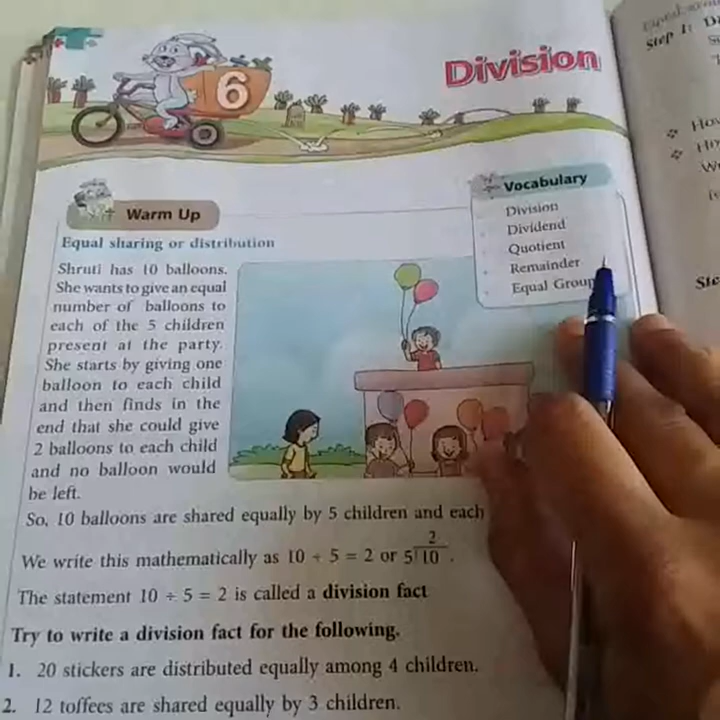 6
Division
Vocabulary
Division
Dividend
Quotient
Remainder
Equal Group
Warm Up
Equal sharing or distribution
Shruti has 10 balloons.
She wants to give an equal
number of balloons to
each of the 5 children
present at the party.
She starts by giving one
balloon to each child
and then finds in the
end that she could give
2 balloons to each child
and no balloon would
be left.
So, 10 balloons are shared equally by 5 children and each
We write this mathematically as 10 ÷ 5 = 2 or 5)10 2.
The statement 10 ÷ 5 = 2 is called a division fact
Try to write a division fact for the following.
1. 20 stickers are distributed equally among 4 children.
2. 12 toffees are shared equally by 3 children.
Step 1: